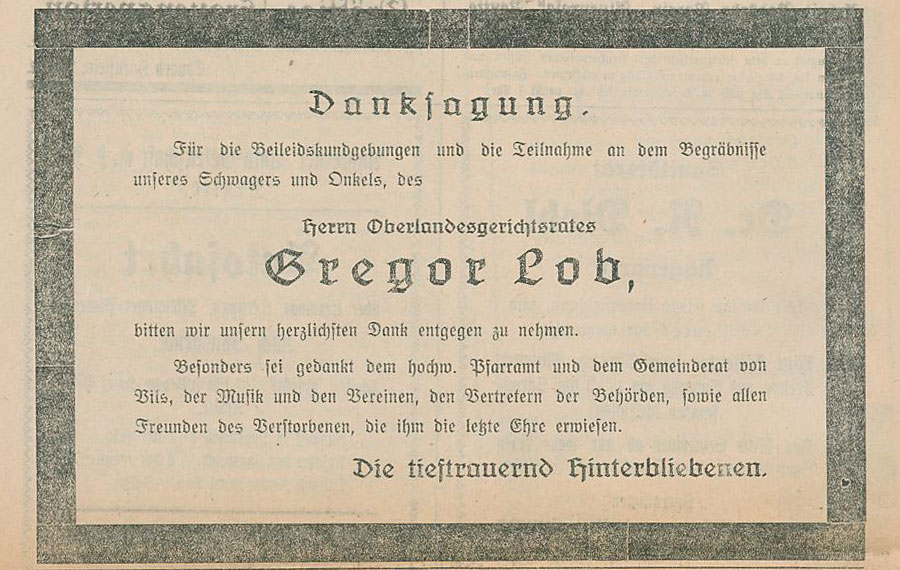 Danksagung.
Für die Beileidskundgebungen und die Teilnahme an dem Begräbnisse
unseres Schwagers und Onkels, des
Herrn Oberlandesgerichtsrates
Gregor Lob,
bitten wir unsern herzlichsten Dank entgegen zu nehmen.
Besonders sei gedankt dem hochw. Pfarramt und dem Gemeinderat von
Vils, der Musik und den Vereinen, den Vertretern der Behörden, sowie allen
Freunden des Verstorbenen, die ihm die letzte Ehre erwiesen.
Die tieftrauernd Hinterbliebenen.